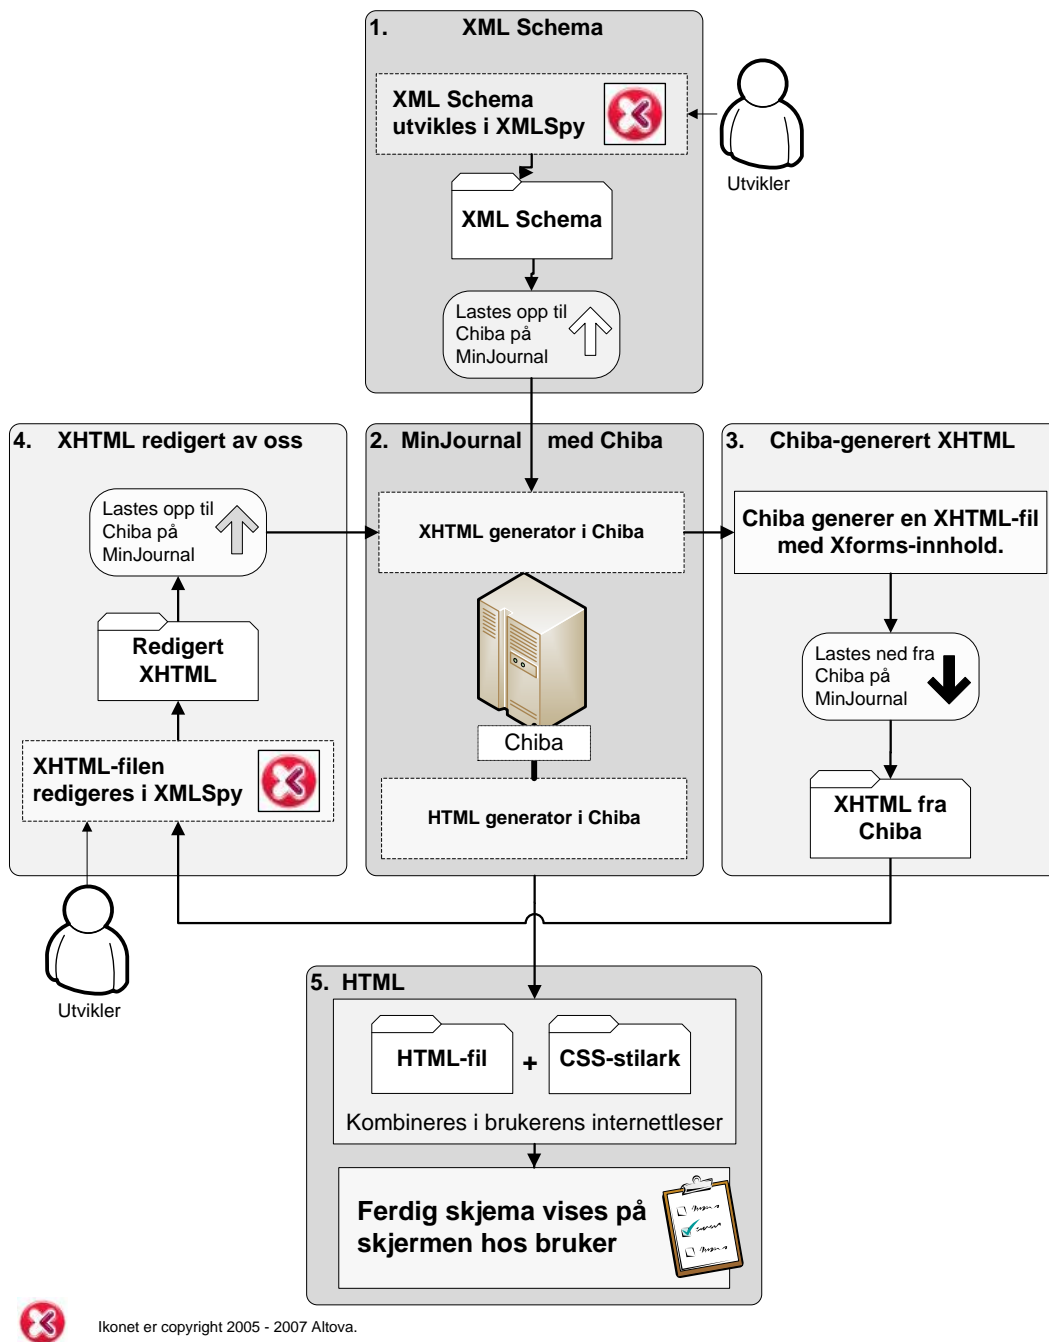 1. XML Schema
XML Schema
utvikles i XMLSpy
Utvikler
XML Schema
Lastes opp til
Chiba på
MinJournal
4. XHTML redigert av oss
Lastes opp til
Chiba på
MinJournal
Redigert
XHTML
XHTML-filen
redigeres i XMLSpy
Utvikler
2. MinJournal med Chiba
XHTML generator i Chiba
Chiba
HTML generator i Chiba
3. Chiba-generert XHTML
Chiba generer en XHTML-fil
med Xforms-innhold.
Lastes ned fra
Chiba på
MinJournal
XHTML fra
Chiba
5. HTML
HTML-fil + CSS-stilark
Kombineres i brukerens internettleser
Ferdig skjema vises på
skjermen hos bruker
Ikonet er copyright 2005 - 2007 Altova.